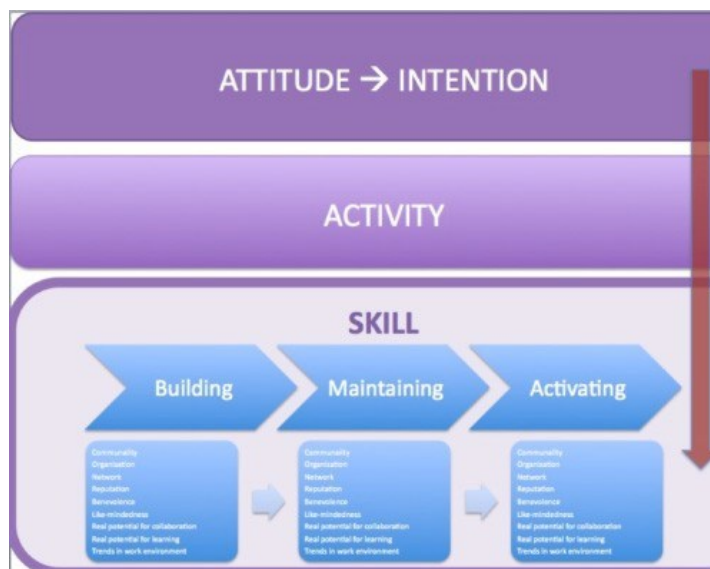 ATTITUDE → INTENTION
ACTIVITY
SKILL
Building
Maintaining
Activating
Communality
Organisation
Network
Reputation
Benevolence
Like-mindedness
Real potential for collaboration
Real potential for learning
Trends in work environment
Communality
Organisation
Network
Reputation
Benevolence
Like-mindedness
Real potential for collaboration
Real potential for learning
Trends in work environment
Communality
Organisation
Network
Reputation
Benevolence
Like-mindedness
Real potential for collaboration
Real potential for learning
Trends in work environment